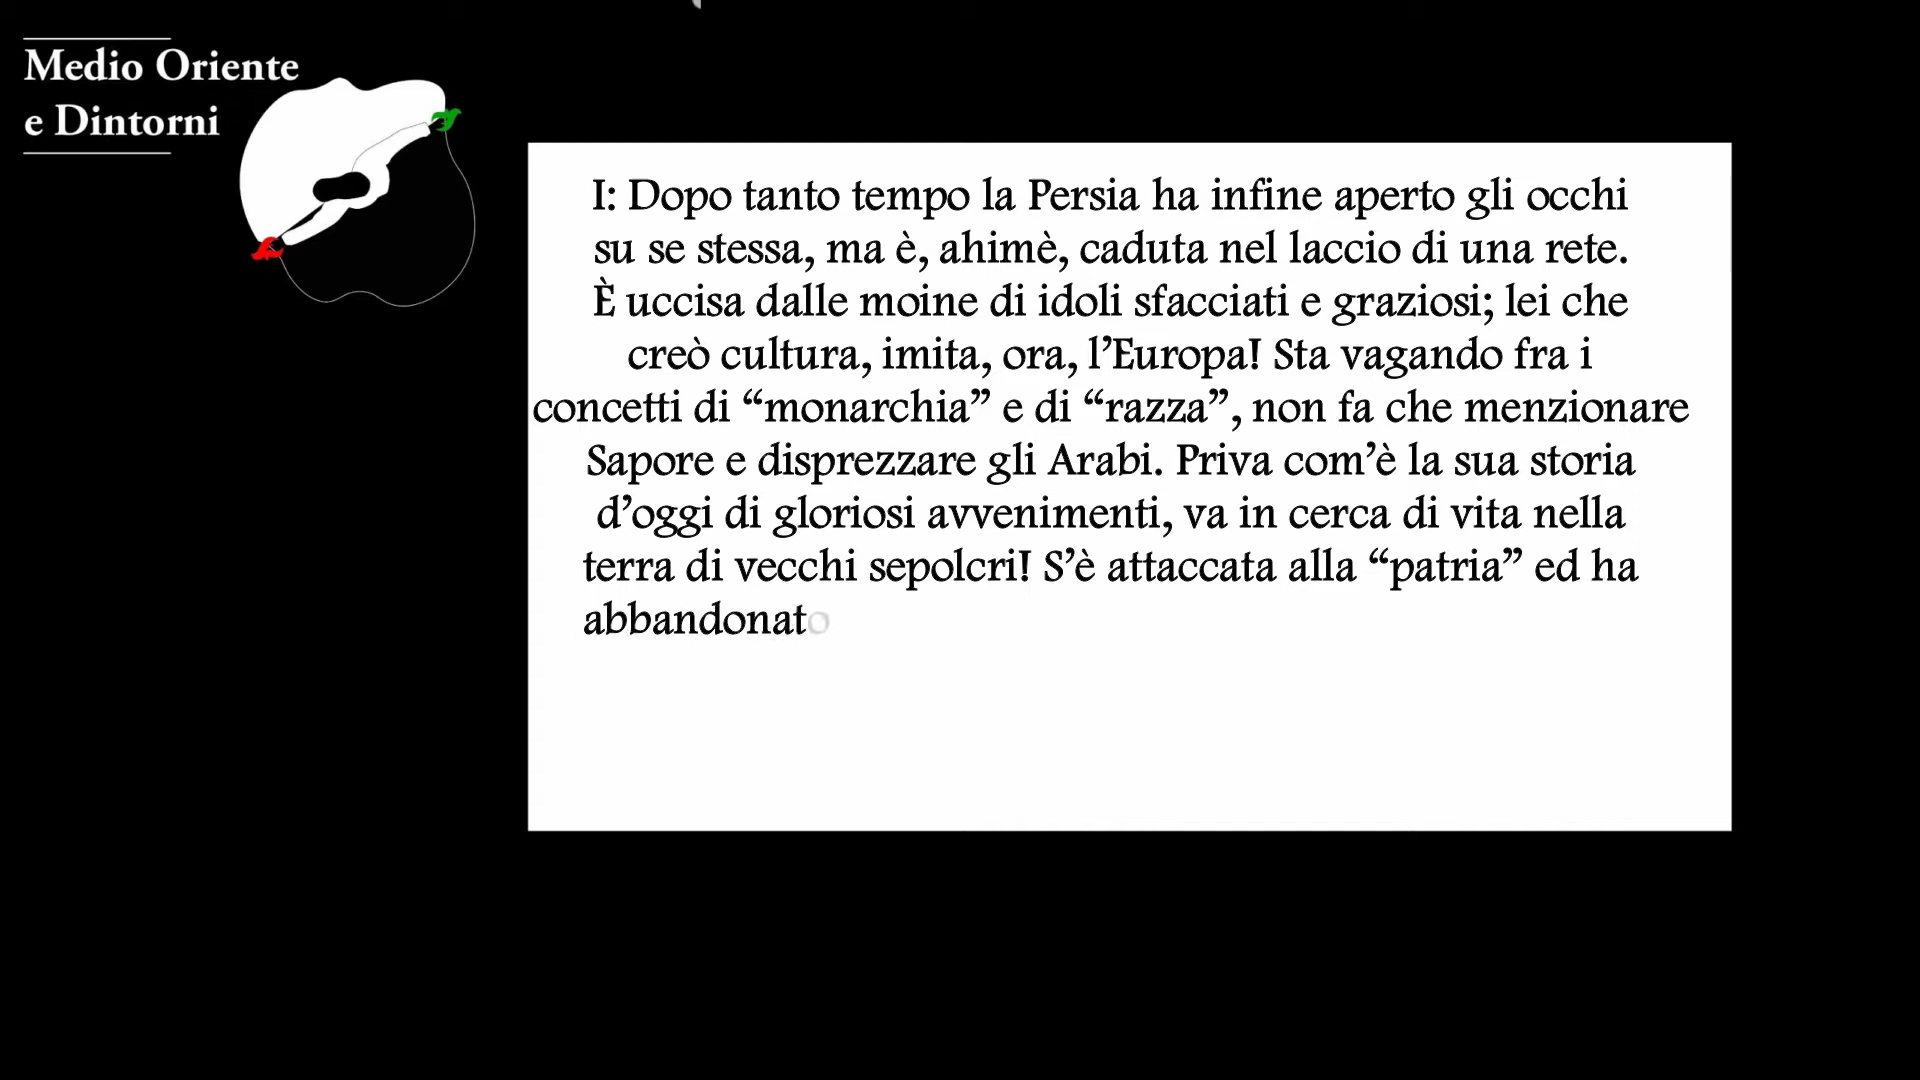 Medio Oriente
e Dintorni
I: Dopo tanto tempo la Persia ha infine aperto gli occhi
su se stessa, ma è, ahimè, caduta nel laccio di una rete.
È uccisa dalle moine di idoli sfacciati e graziosi; lei che
creò cultura, imita, ora, l’Europa! Sta vagando fra i
concetti di “monarchia” e di “razza”, non fa che menzionare
Sapore e disprezzare gli Arabi. Priva com’è la sua storia
d’oggi di gloriosi avvenimenti, va in cerca di vita nella
terra di vecchi sepolcri! S’è attaccata alla “patria” ed ha
abbandonato